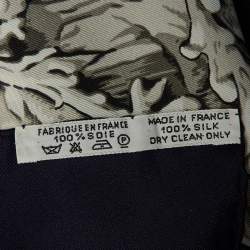 FABRIQUE EN FRANCE
100% SOIE
MADE IN FRANCE
100% SILK
DRY CLEAN ONLY